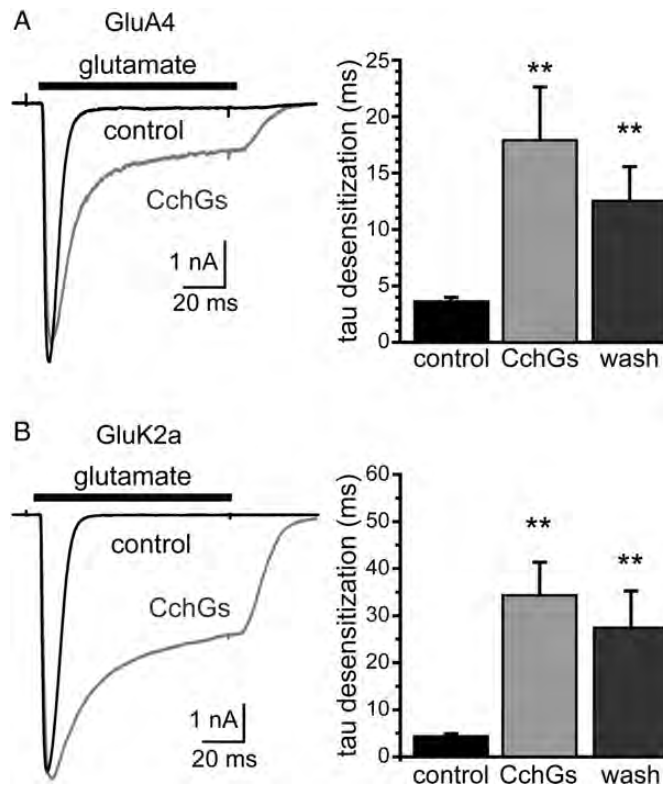 A
GluA4
glutamate
control
CchGs
1 nA
20 ms
tau desensitization (ms)
25
20
15
10
5
0
**
**
control CchGs wash
B
GluK2a
glutamate
control
CchGs
1 nA
20 ms
tau desensitization (ms)
60
50
40
30
20
10
0
**
**
control CchGs wash